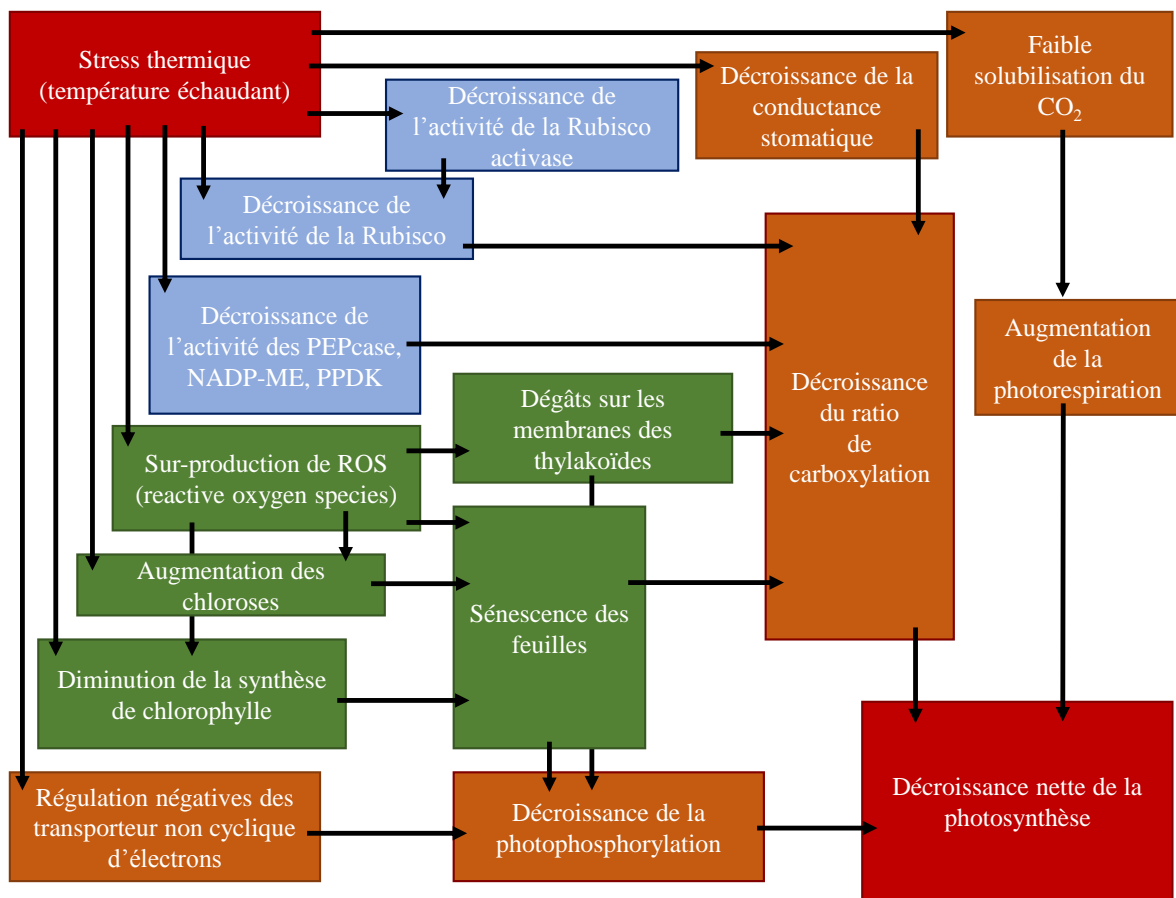 Stress thermique
(température échaudant)
Faible
solubilisation du
CO₂
Décroissance de la
conductance
stomatique
Décroissance de
l’activité de la Rubisco
activase
Décroissance de
l’activité de la Rubisco
Décroissance de
l’activité des PEPcase,
NADP-ME, PPDK
Augmentation
de la
photorespiration
Décroissance
du ratio
de
carboxylation
Dégâts sur les
membranes des
thylakoïdes
Sur-production de ROS
(reactive oxygen species)
Augmentation des
chloroses
Sénescence des
feuilles
Diminution de la synthèse
de chlorophylle
Régulation négatives des
transporteur non cyclique
d’électrons
Décroissance de la
photophosphorylation
Décroissance nette de la
photosynthèse